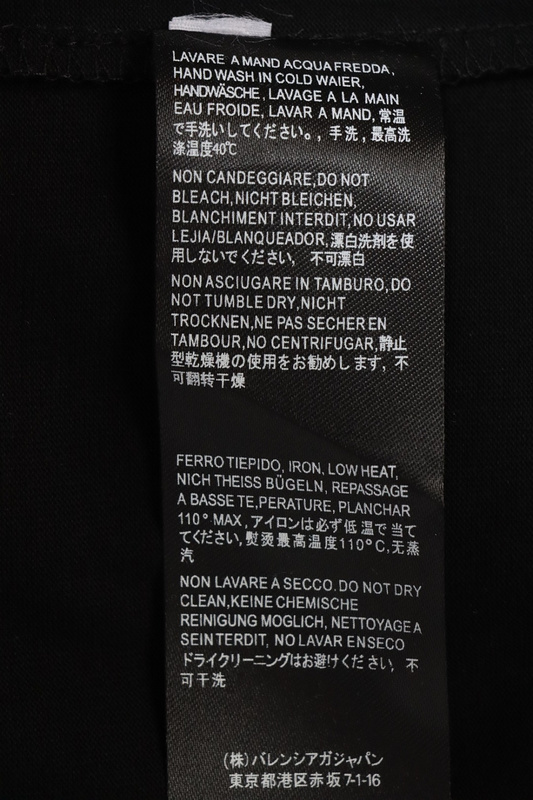 LAVARE A MAND ACQUA FREDDA,
HAND WASH IN COLD WAIER,
HANDWÄSCHE, LAVAGE A LA MAIN
EAU FROIDE, LAVAR A MAND, 常温
で手洗いしてください。, 手洗, 最高洗
涤温度40℃
NON CANDEGGIARE,DO NOT
BLEACH,NICHT BLEICHEN,
BLANCHIMENT INTERDIT,NO USAR
LEJIA/BLANQUEADOR,漂白洗剤を使
用しないでください, 不可漂白
NON ASCIUGARE IN TAMBURO,DO
NOT TUMBLE DRY,NICHT
TROCKNEN,NE PAS SECHER EN
TAMBOUR,NO CENTRIFUGAR,静止
型乾燥機の使用をお勧めします, 不
可翻转干燥
FERRO TIEPIDO, IRON, LOW HEAT,
NICH THEISS BÜGELN, REPASSAGE
A BASSE TE,PERATURE, PLANCHAR
110° MAX, アイロンは必ず低温で当て
てください,熨烫最高温度110°C,无蒸
汽
NON LAVARE A SECCO.DO NOT DRY
CLEAN,KEINE CHEMISCHE
REINIGUNG MOGLICH, NETTOYAGE A
SEINTERDIT, NO LAVAR ENSECO
ドライクリーニングはお避けください, 不
可干洗
(株)バレンシアガジャパン
東京都港区赤坂7-1-16